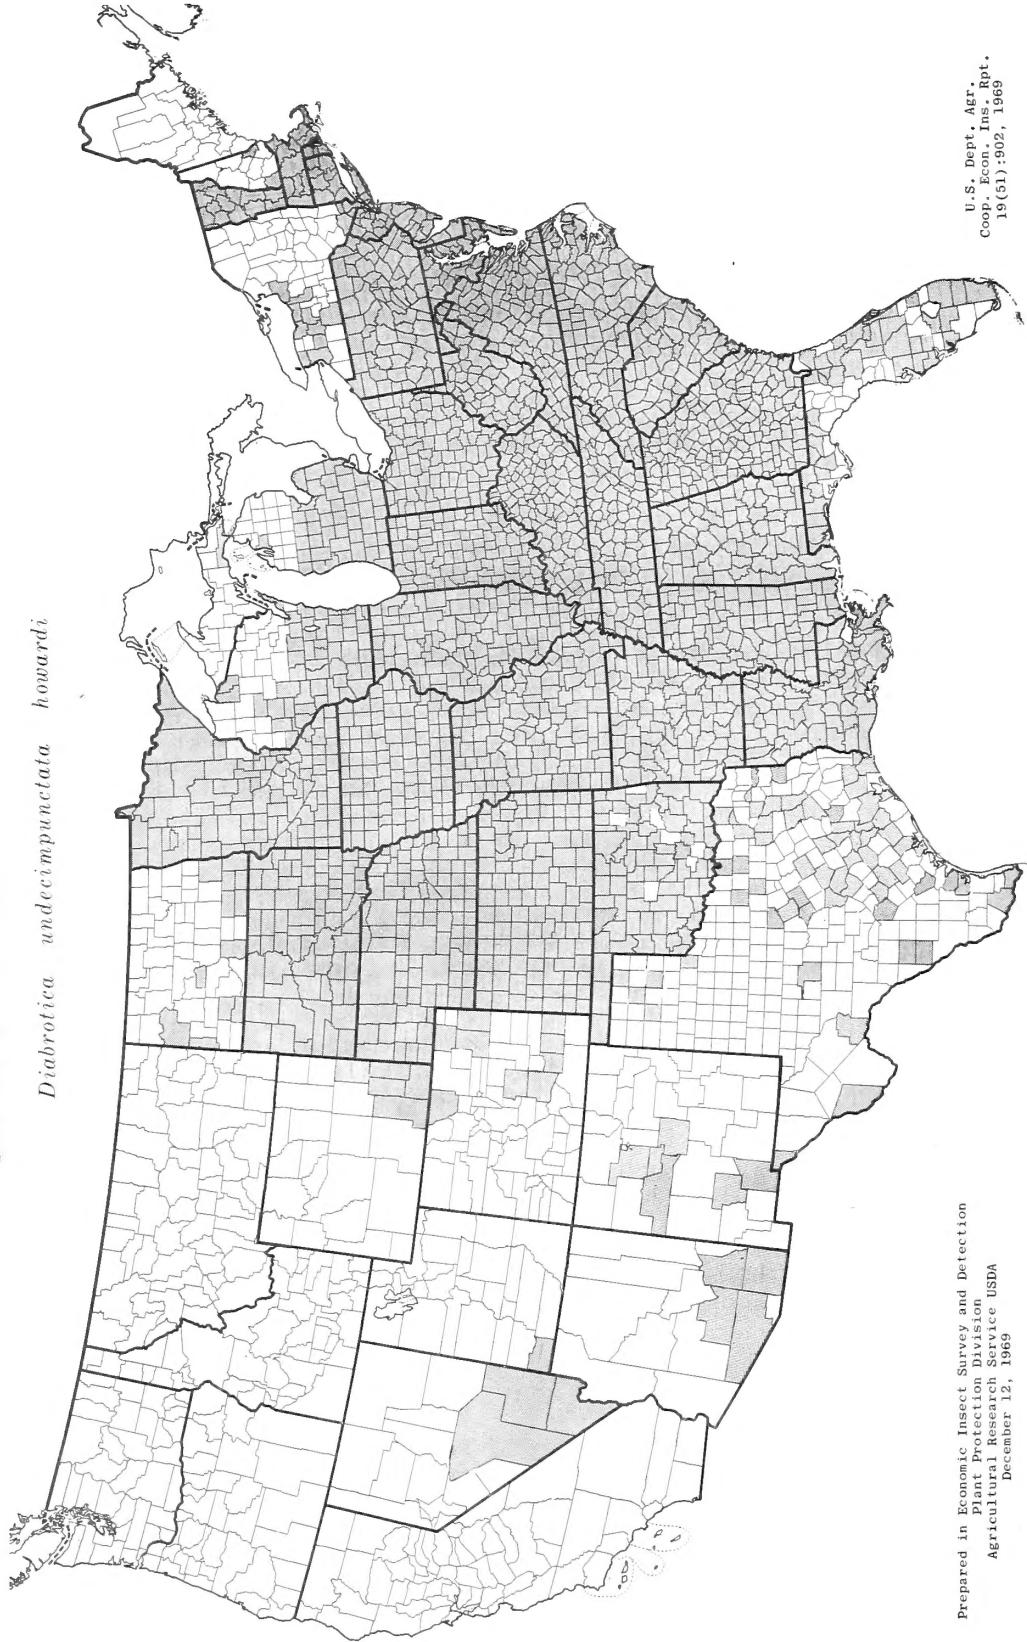 Diabrotica undecimpunctata howardi
Prepared in Economic Insect Survey and Detection
Plant Protection Division
Agricultural Research Service USDA
December 12, 1969
U.S. Dept. Agr.
Coop. Econ. Ins. Rpt.
19(51):902, 1969